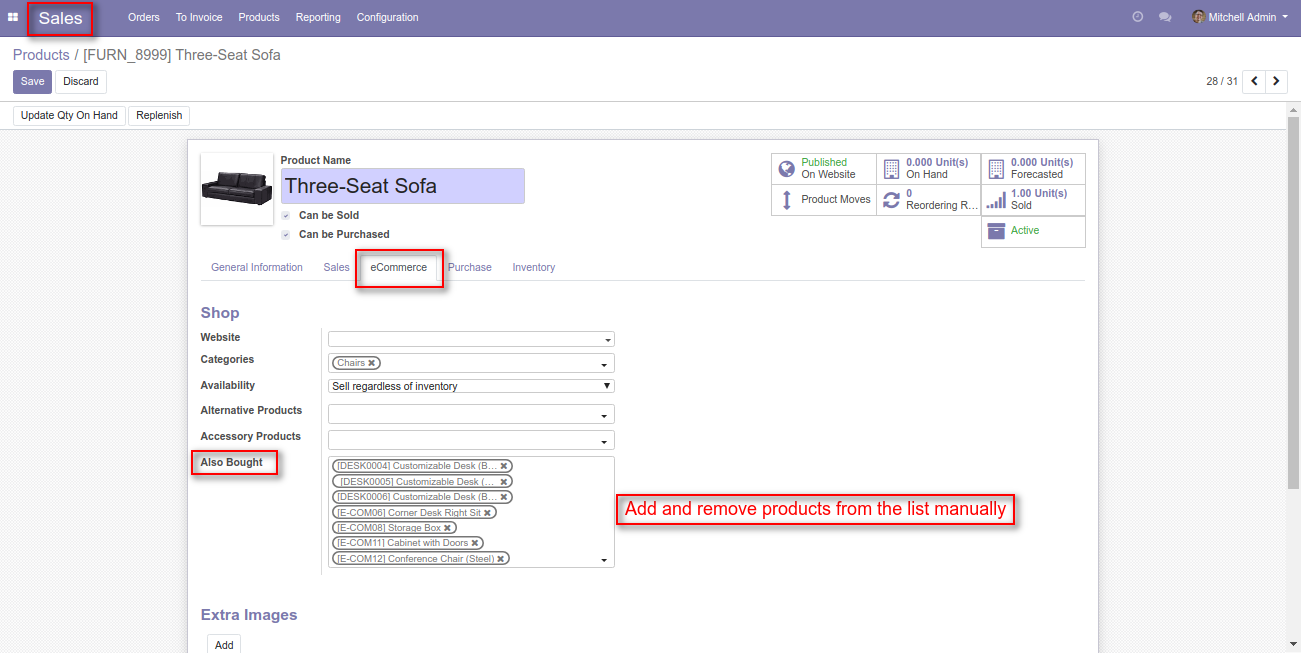 Sales Orders To Invoice Products Reporting Configuration Mitchell Admin
Products / [FURN_8999] Three-Seat Sofa
Save Discard 28 / 31
Update Qty On Hand Replenish
Product Name
Three-Seat Sofa
Can be Sold
Can be Purchased
Published
On Website
0.000 Unit(s)
On Hand
0.000 Unit(s)
Forecasted
Product Moves
0
Reordering R...
1.00 Unit(s)
Sold
Active
General Information Sales eCommerce Purchase Inventory
Shop
Website
Categories Chairs
Availability Sell regardless of inventory
Alternative Products
Accessory Products
Also Bought
[DESK0004] Customizable Desk (B...
[DESK0005] Customizable Desk (...
[DESK0006] Customizable Desk (B...
[E-COM06] Corner Desk Right Sit
[E-COM08] Storage Box
[E-COM11] Cabinet with Doors
[E-COM12] Conference Chair (Steel)
Add and remove products from the list manually
Extra Images
Add